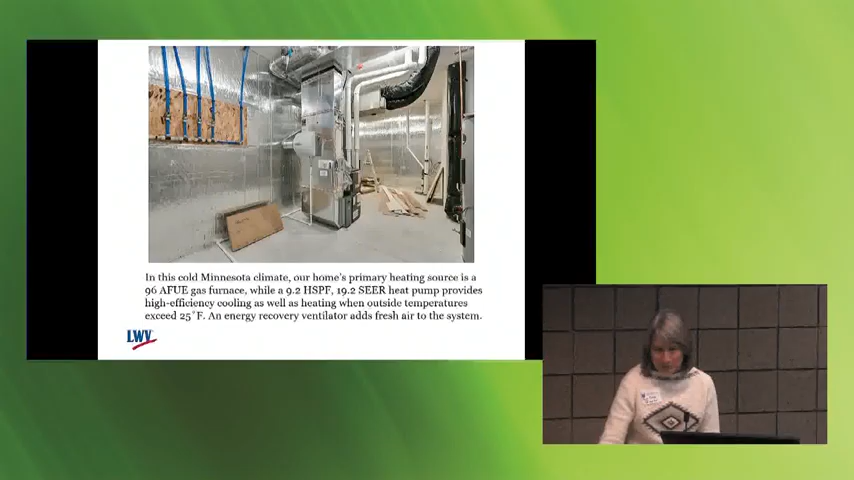 In this cold Minnesota climate, our home's primary heating source is a
96 AFUE gas furnace, while a 9.2 HSPF, 19.2 SEER heat pump provides
high-efficiency cooling as well as heating when outside temperatures
exceed 25°F. An energy recovery ventilator adds fresh air to the system.
LWV